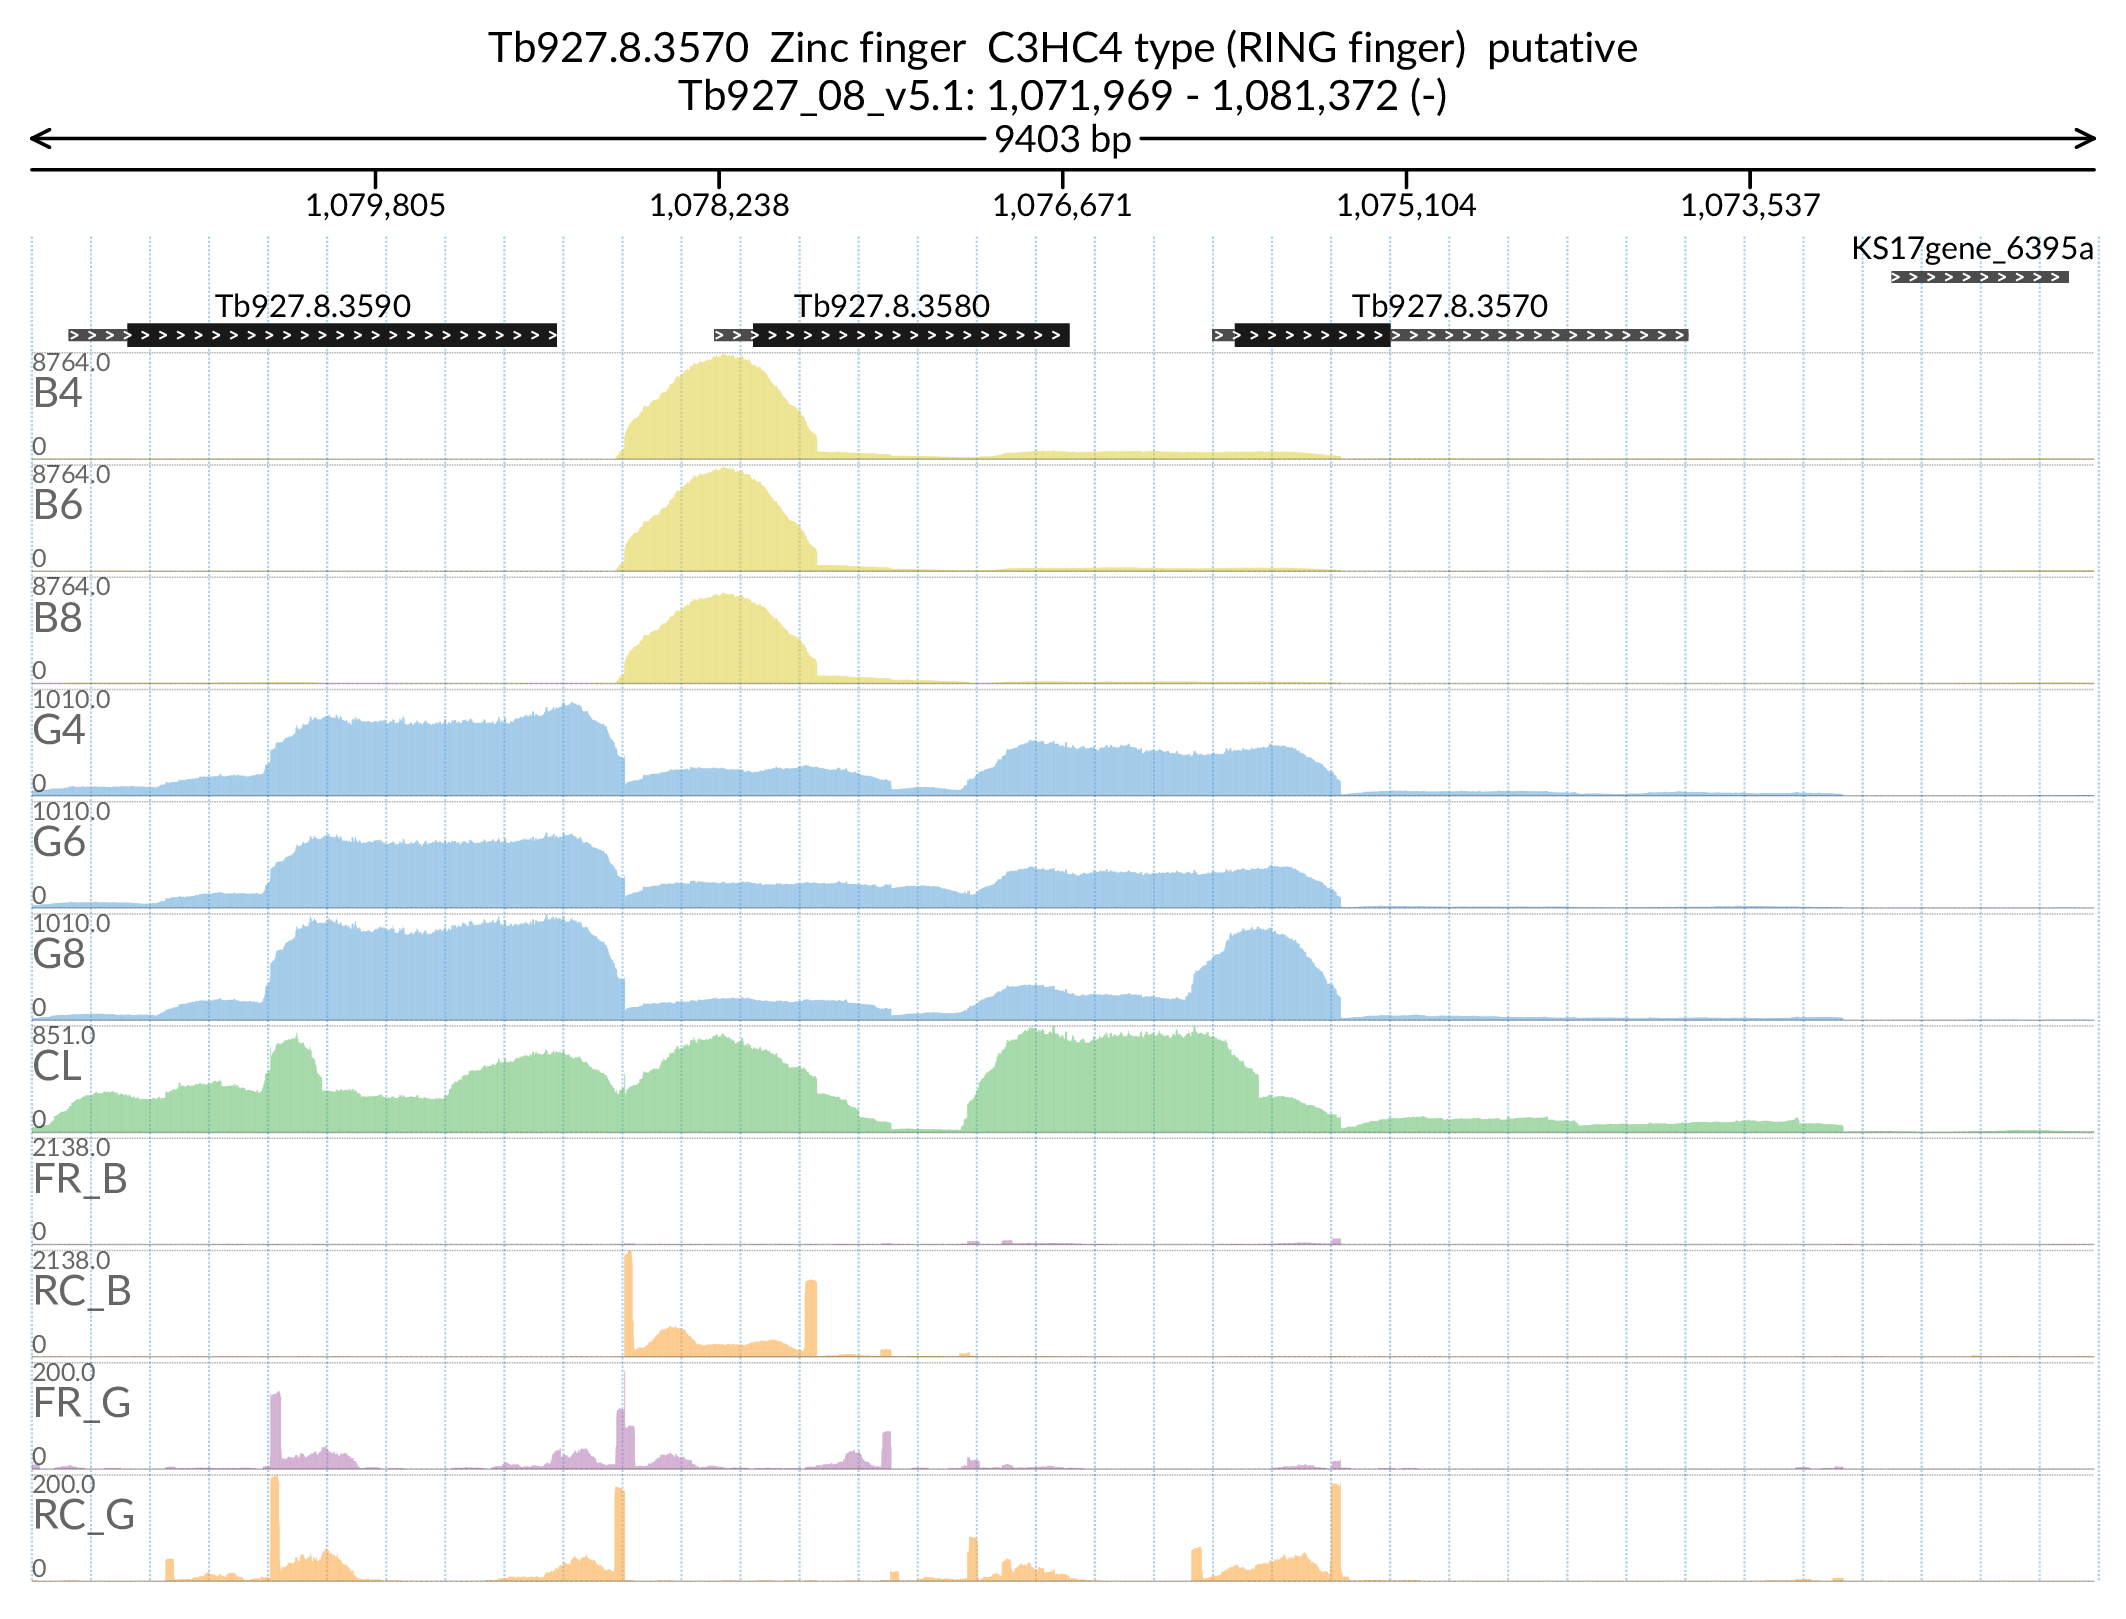 Tb927.8.3570 Zinc finger C3HC4 type (RING finger) putative
Tb927_08_v5.1: 1,071,969 - 1,081,372 (-)
9403 bp
1,079,805 1,078,238 1,076,671 1,075,104 1,073,537
KS17gene_6395a
Tb927.8.3590 Tb927.8.3580 Tb927.8.3570
8764.0
B4
0
8764.0
B6
0
8764.0
B8
0
1010.0
G4
0
1010.0
G6
0
1010.0
G8
0
851.0
CL
0
2138.0
FR_B
0
2138.0
RC_B
0
200.0
FR_G
0
200.0
RC_G
0